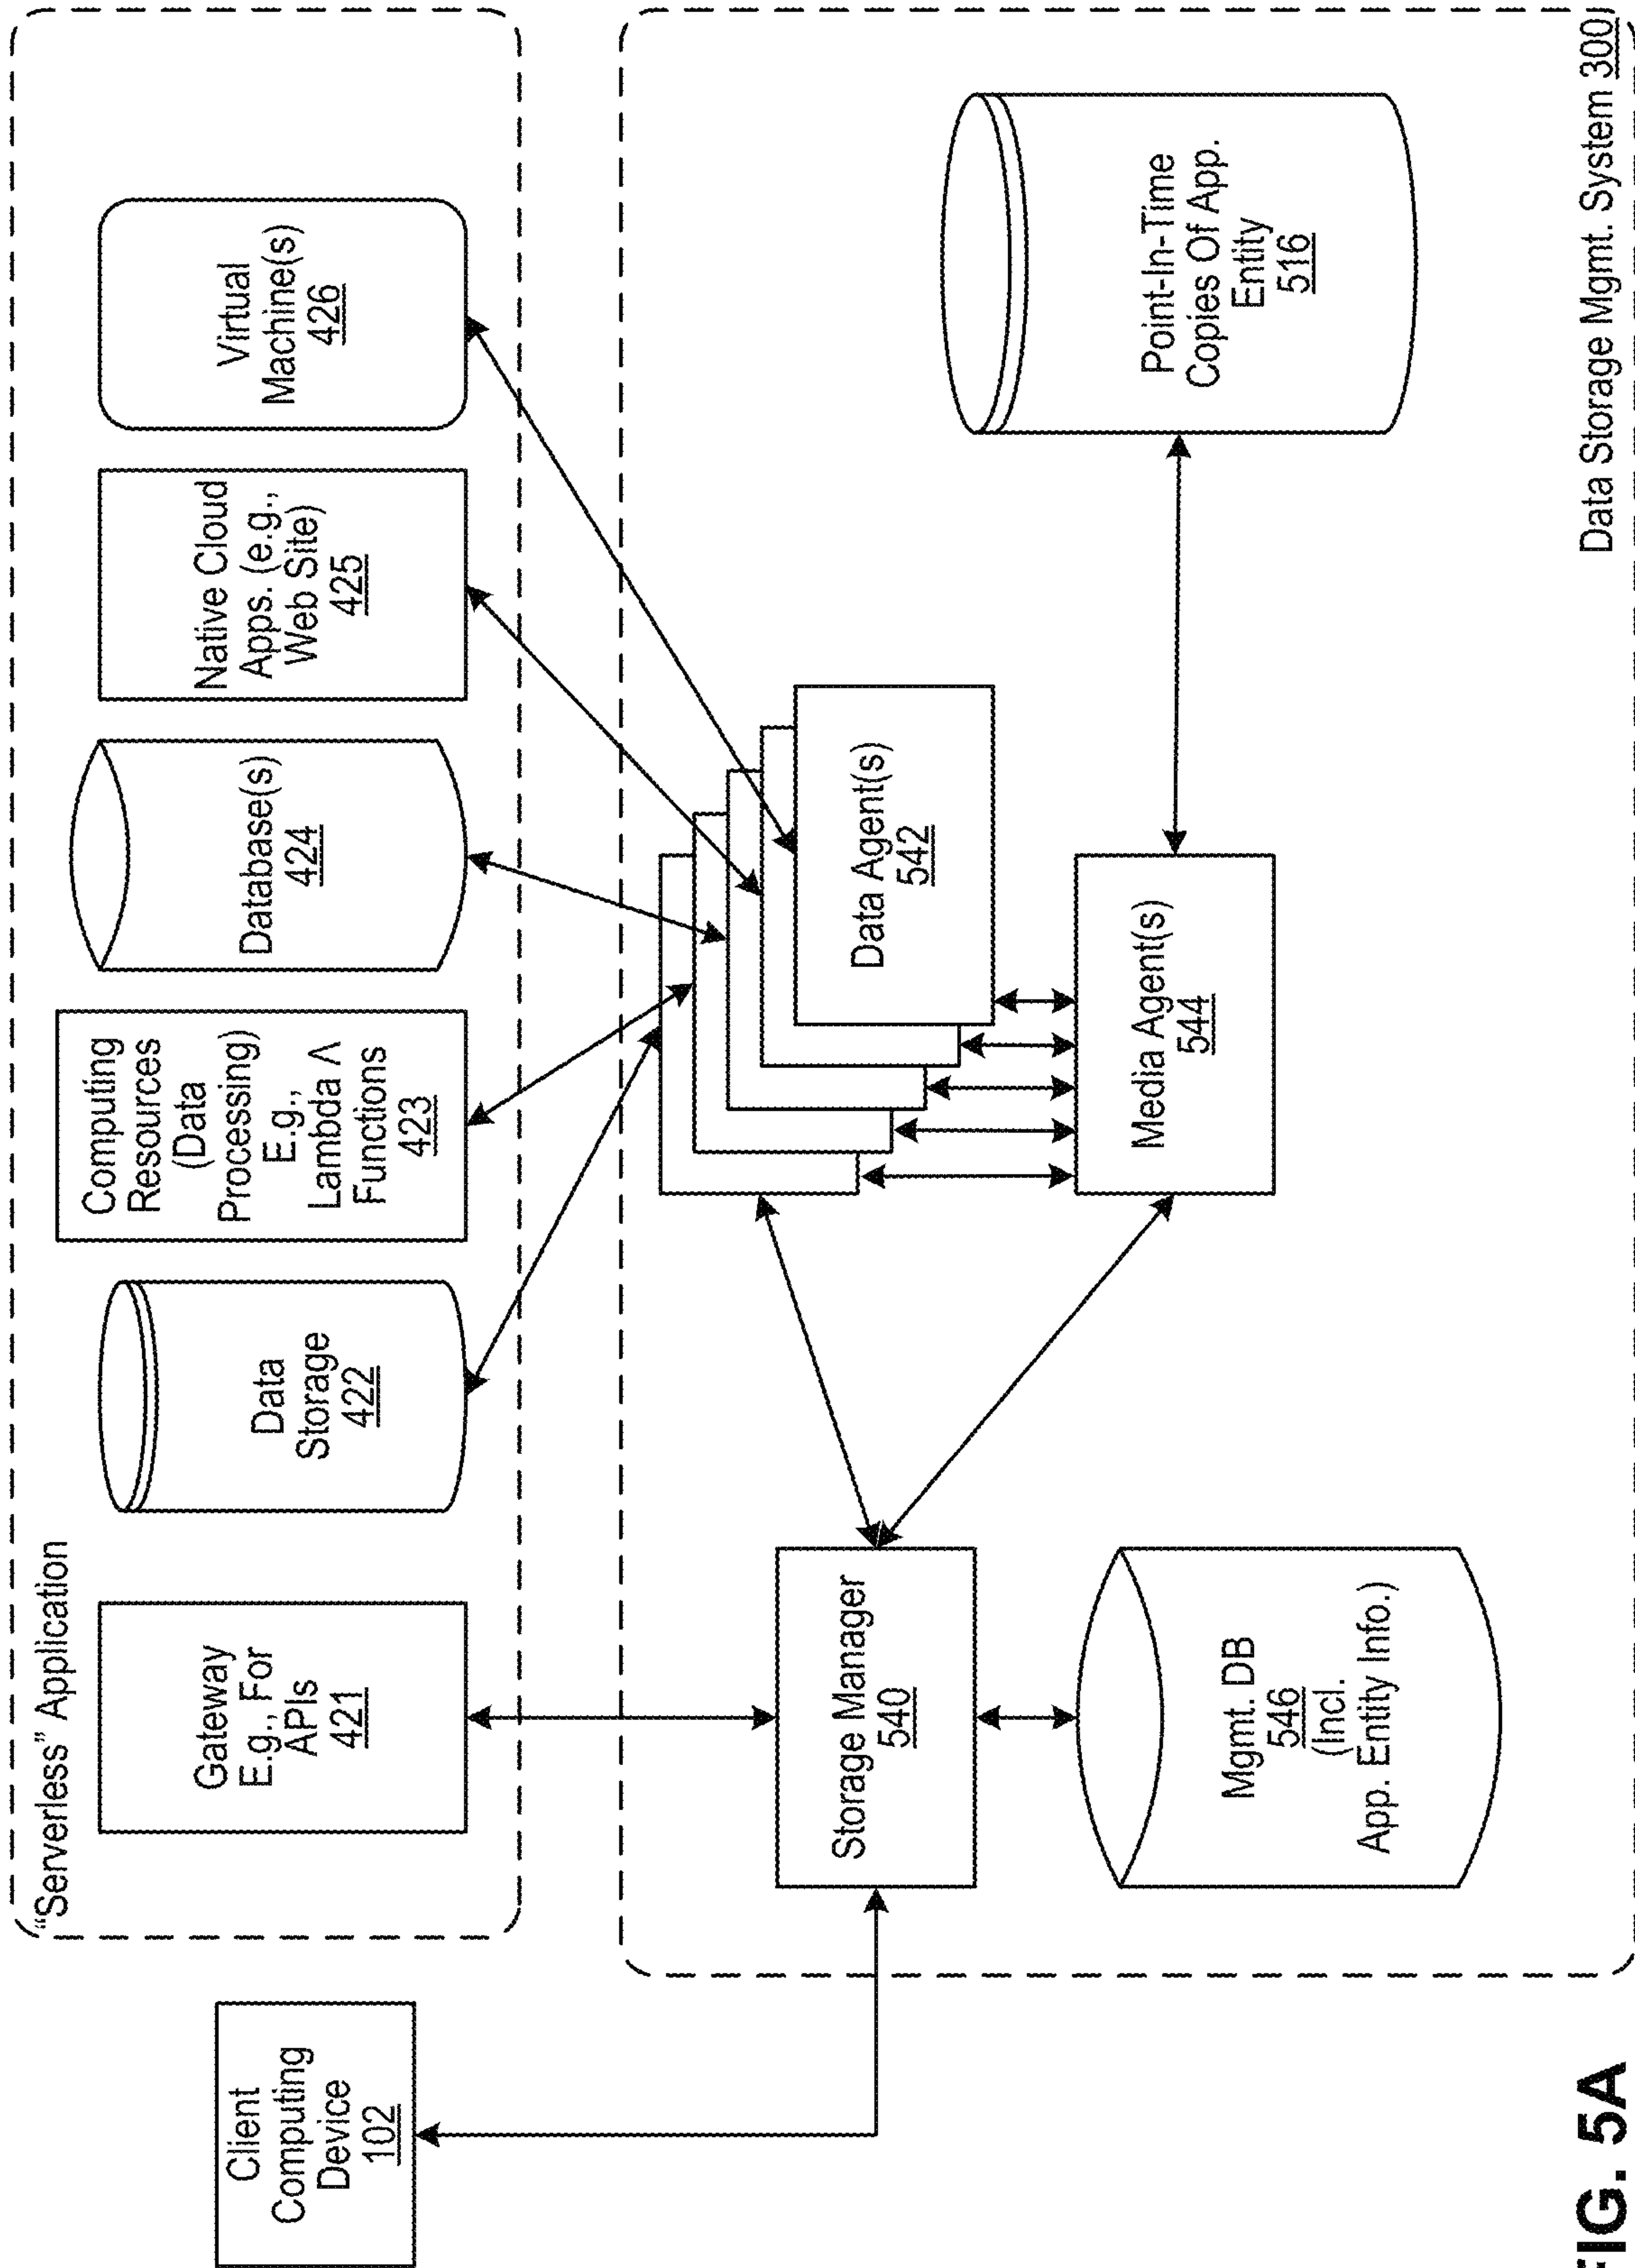 "Serverless" Application
Client
Computing
Device
102
Gateway
E.g., For
APIs
421
Data
Storage
422
Computing
Resources
(Data
Processing)
E.g.,
Lambda Λ
Functions
423
Database(s)
424
Native Cloud
Apps. (e.g.,
Web Site)
425
Virtual
Machine(s)
426
Storage Manager
540
Data Agent(s)
542
Mgmt. DB
546
(Incl.
App. Entity Info.)
Media Agent(s)
544
Point-In-Time
Copies Of App.
Entity
516
Data Storage Mgmt. System 300
FIG. 5A